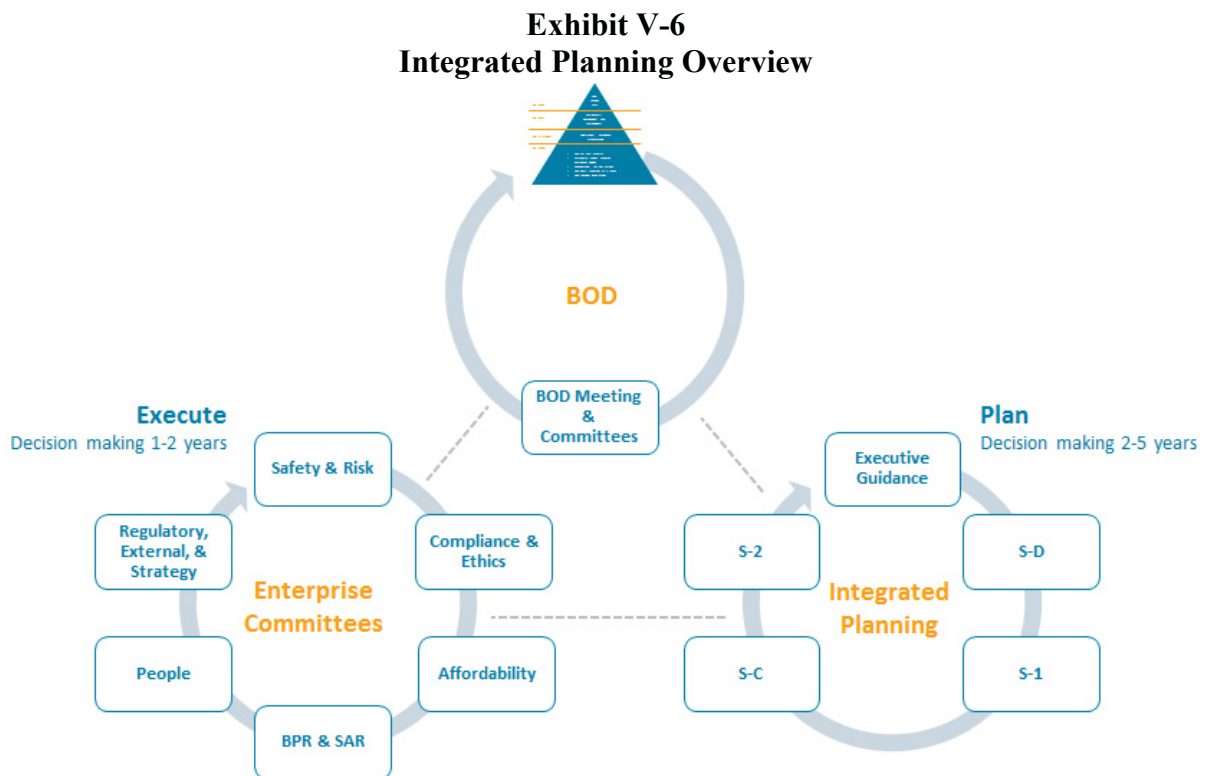 Exhibit V-6
Integrated Planning Overview
BOD
BOD Meeting
&
Committees
Execute
Decision making 1-2 years
Safety & Risk
Regulatory,
External, &
Strategy
Compliance &
Ethics
Enterprise
Committees
People
Affordability
BPR & SAR
Plan
Decision making 2-5 years
Executive
Guidance
S-2
S-D
Integrated
Planning
S-C
S-1